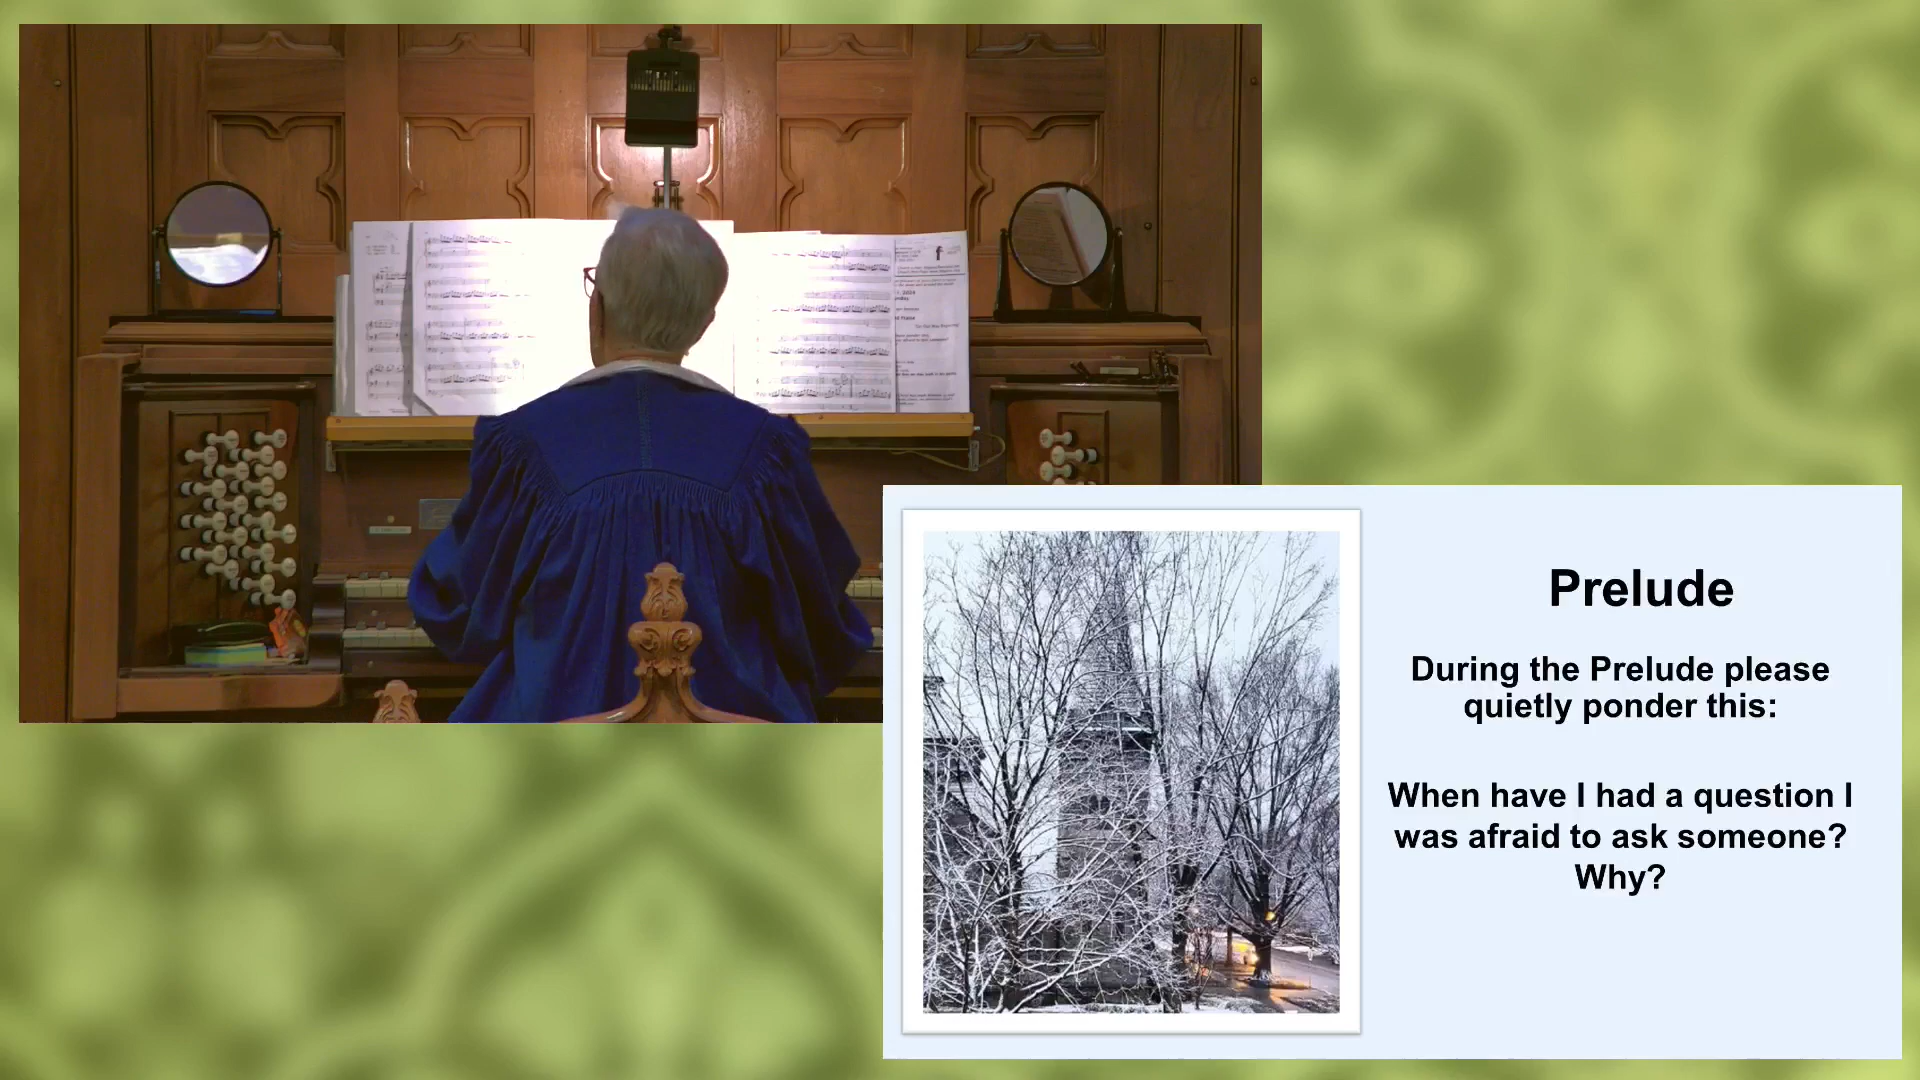 Prelude
During the Prelude please
quietly ponder this:
When have I had a question I
was afraid to ask someone?
Why?